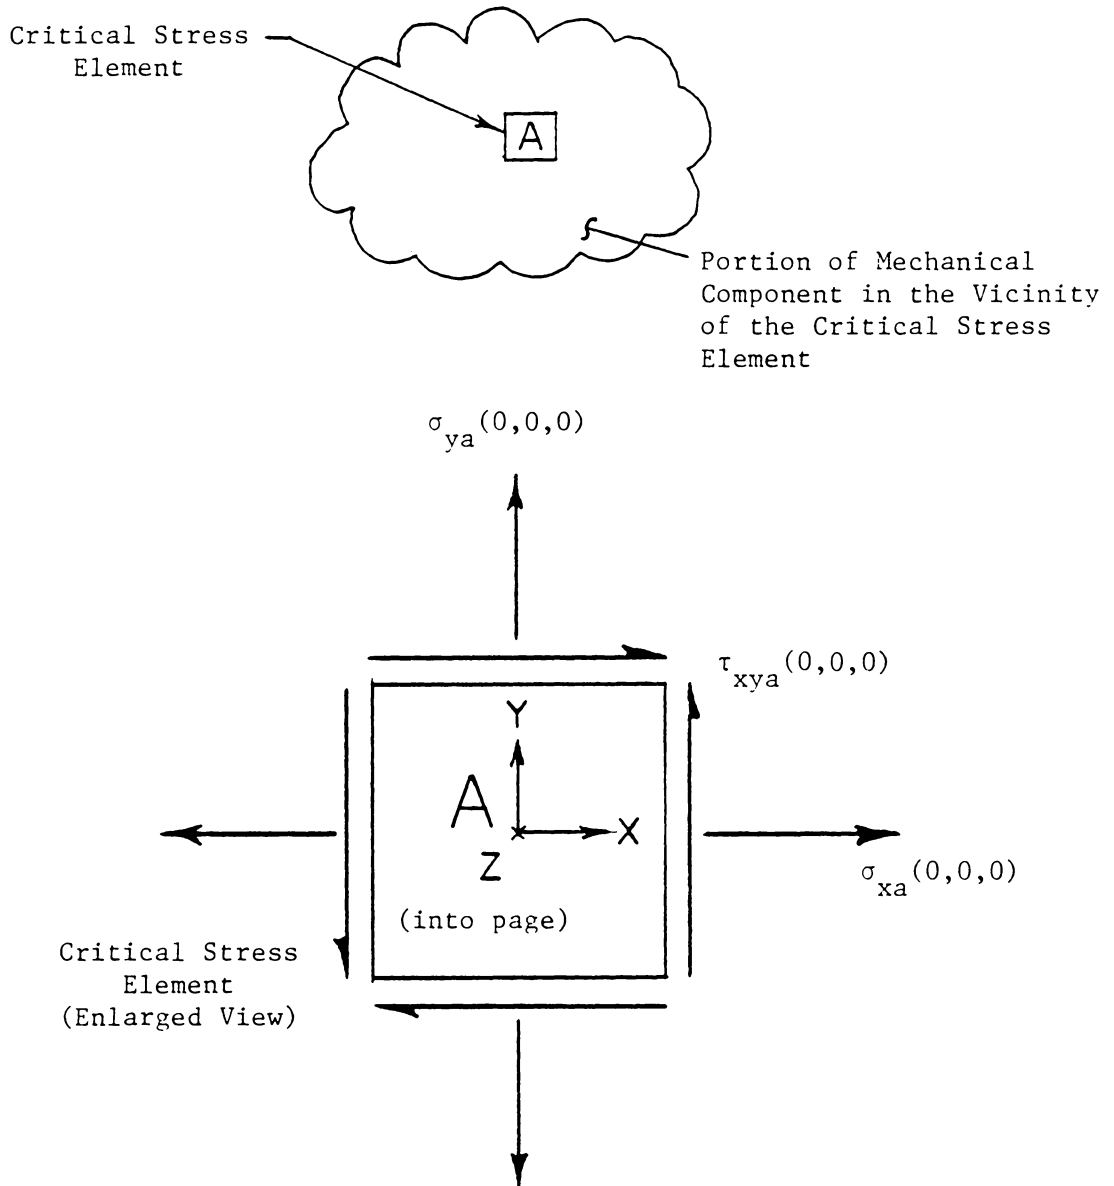 Critical Stress
Element
A
Portion of Mechanical
Component in the Vicinity
of the Critical Stress
Element
σya(0,0,0)
τxya(0,0,0)
Y
A
X
Z
σxa(0,0,0)
(into page)
Critical Stress
Element
(Enlarged View)